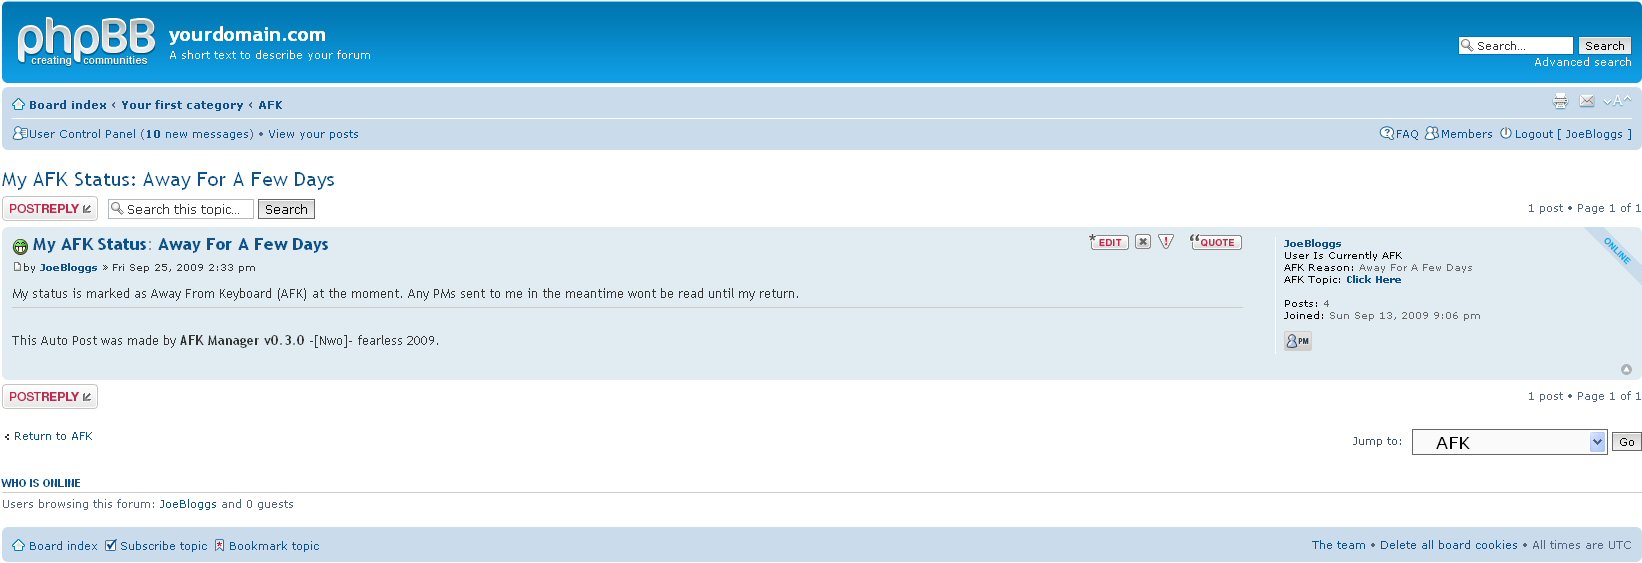 phpBB
creating communities
yourdomain.com
A short text to describe your forum
Search...
Search
Advanced search
Board index ‹ Your first category ‹ AFK
A
User Control Panel (10 new messages) • View your posts
FAQ Members Logout [ JoeBloggs ]
My AFK Status: Away For A Few Days
POSTREPLY
Search this topic...
Search
1 post • Page 1 of 1
My AFK Status: Away For A Few Days
by JoeBloggs » Fri Sep 25, 2009 2:33 pm
My status is marked as Away From Keyboard (AFK) at the moment. Any PMs sent to me in the meantime wont be read until my return.
This Auto Post was made by AFK Manager v0.3.0 -[Nwo]- fearless 2009.
EDIT
QUOTE
JoeBloggs
User Is Currently AFK
AFK Reason: Away For A Few Days
AFK Topic: Click Here
Posts: 4
Joined: Sun Sep 13, 2009 9:06 pm
PM
ONLINE
POSTREPLY
1 post • Page 1 of 1
Return to AFK
Jump to:
AFK
Go
WHO IS ONLINE
Users browsing this forum: JoeBloggs and 0 guests
Board index Subscribe topic Bookmark topic
The team • Delete all board cookies • All times are UTC